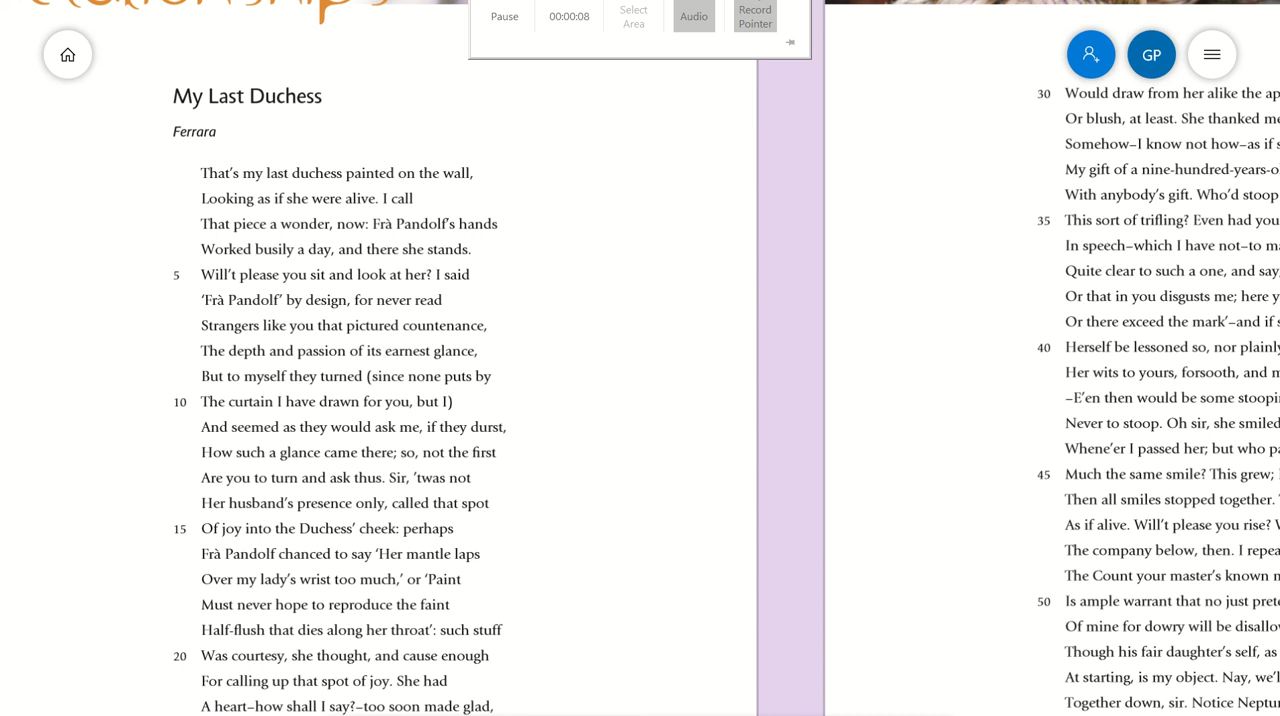 Pause
00:00:08
Select
Area
Audio
Record
Pointer
GP
My Last Duchess
Ferrara
That's my last duchess painted on the wall,
Looking as if she were alive. I call
That piece a wonder, now: Frà Pandolf's hands
Worked busily a day, and there she stands.
5 Will't please you sit and look at her? I said
'Frà Pandolf' by design, for never read
Strangers like you that pictured countenance,
The depth and passion of its earnest glance,
But to myself they turned (since none puts by
10 The curtain I have drawn for you, but I)
And seemed as they would ask me, if they durst,
How such a glance came there; so, not the first
Are you to turn and ask thus. Sir, 'twas not
Her husband's presence only, called that spot
15 Of joy into the Duchess' cheek: perhaps
Frà Pandolf chanced to say 'Her mantle laps
Over my lady's wrist too much,' or 'Paint
Must never hope to reproduce the faint
Half-flush that dies along her throat': such stuff
20 Was courtesy, she thought, and cause enough
For calling up that spot of joy. She had
A heart–how shall I say?–too soon made glad,
30 Would draw from her alike the ap
Or blush, at least. She thanked me
Somehow–I know not how–as if s
My gift of a nine-hundred-years-o
With anybody's gift. Who'd stoop
35 This sort of trifling? Even had you
In speech–which I have not–to ma
Quite clear to such a one, and say,
Or that in you disgusts me; here y
Or there exceed the mark'–and if s
40 Herself be lessoned so, nor plainly
Her wits to yours, forsooth, and m
–E'en then would be some stoopi
Never to stoop. Oh sir, she smiled
Whene'er I passed her; but who pa
45 Much the same smile? This grew; I
Then all smiles stopped together. 
As if alive. Will't please you rise? W
The company below, then. I repea
The Count your master's known m
50 Is ample warrant that no just prete
Of mine for dowry will be disallow
Though his fair daughter's self, as
At starting, is my object. Nay, we'll
Together down, sir. Notice Neptu